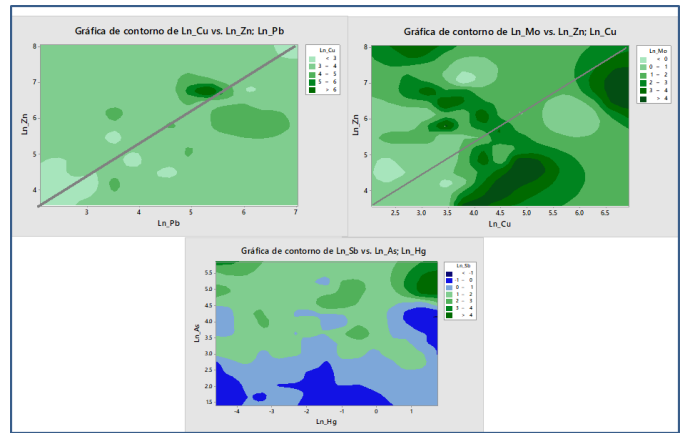 Gráfica de contorno de Ln_Cu vs. Ln_Zn; Ln_Pb
Ln_Cu
< 3
3 – 4
4 – 5
5 – 6
> 6
8
7
6
5
4
Ln_Zn
3
4
5
6
7
Ln_Pb
Gráfica de contorno de Ln_Mo vs. Ln_Zn; Ln_Cu
Ln_Mo
< 0
0 – 1
1 – 2
2 – 3
3 – 4
> 4
8
7
6
5
4
Ln_Zn
2.5
3.0
3.5
4.0
4.5
5.0
5.5
6.0
6.5
Ln_Cu
Gráfica de contorno de Ln_Sb vs. Ln_As; Ln_Hg
Ln_Sb
< -1
-1 – 0
0 – 1
1 – 2
2 – 3
3 – 4
> 4
5.5
5.0
4.5
4.0
3.5
3.0
2.5
2.0
1.5
Ln_As
-4
-3
-2
-1
0
1
Ln_Hg